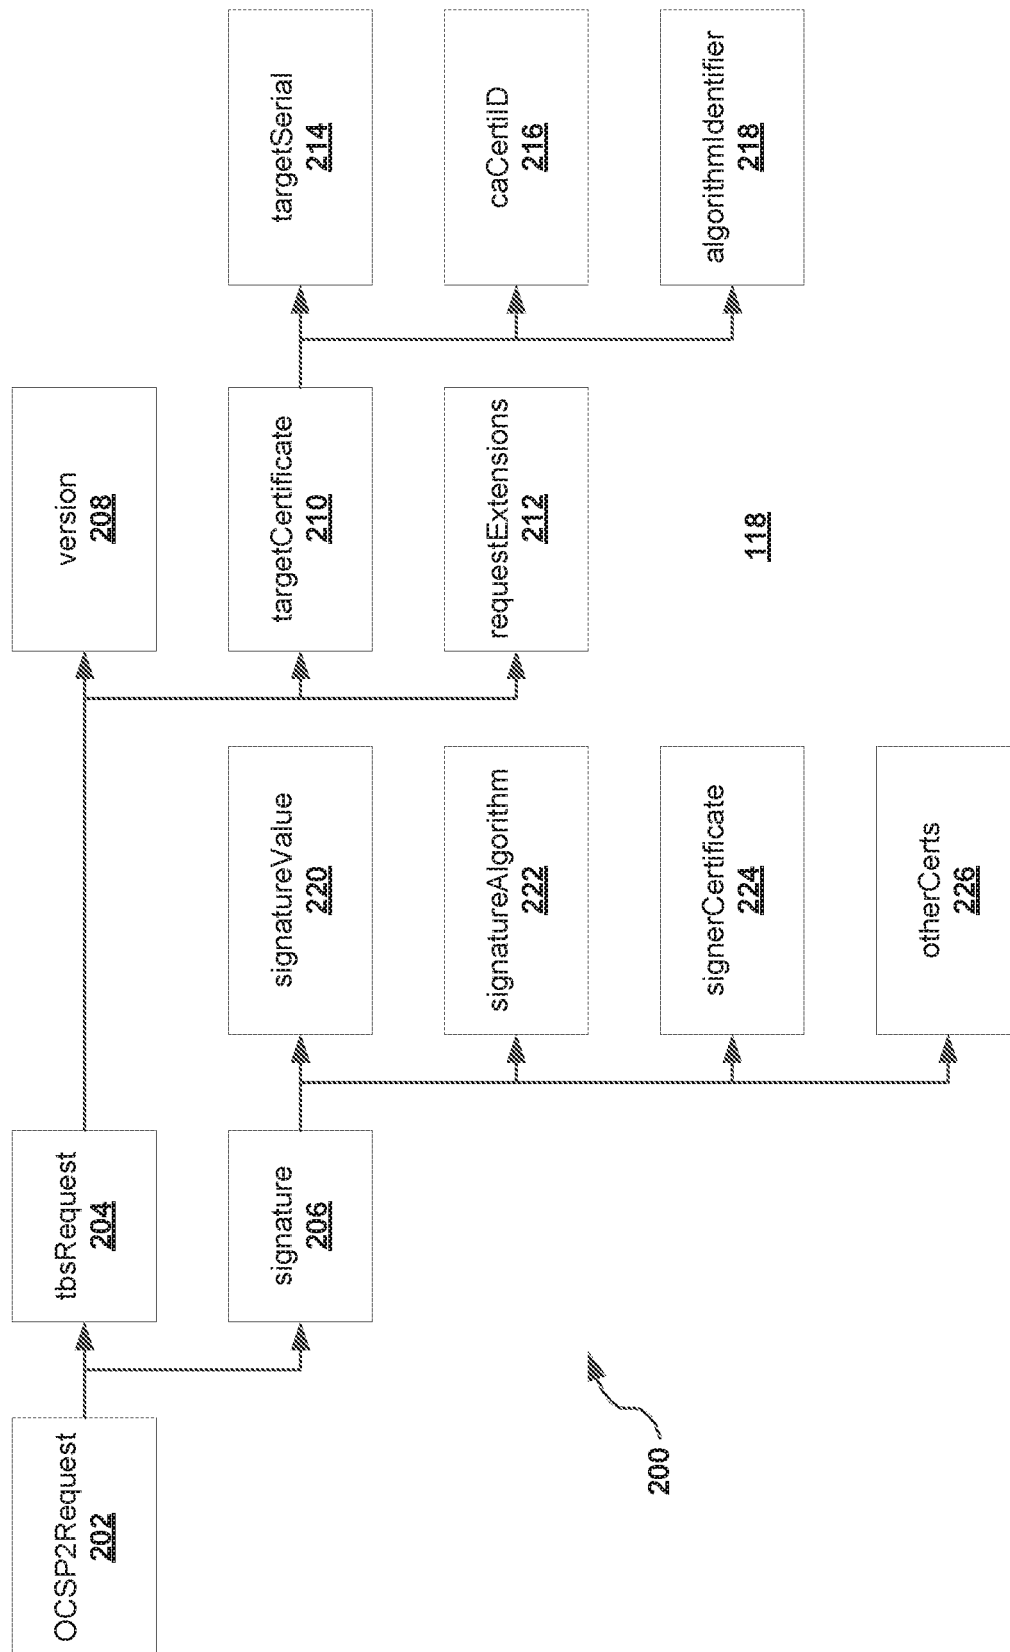 OCSP2Request
202
tbsRequest
204
signature
206
version
208
targetCertificate
210
requestExtensions
212
targetSerial
214
caCertiID
216
algorithmIdentifier
218
signatureValue
220
signatureAlgorithm
222
signerCertificate
224
otherCerts
226
118
200